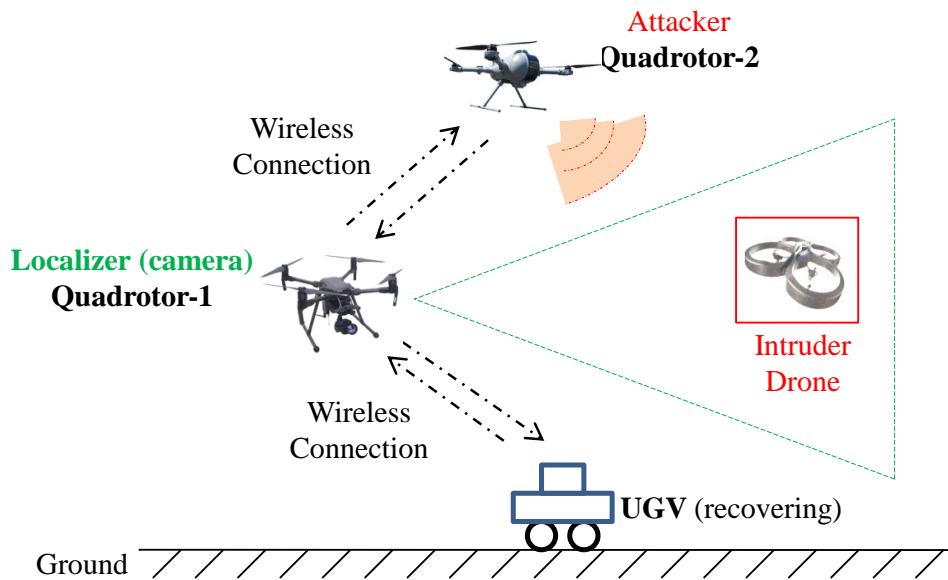 Attacker
Quadrotor-2
Wireless
Connection
Localizer (camera)
Quadrotor-1
Intruder
Drone
Wireless
Connection
UGV (recovering)
Ground